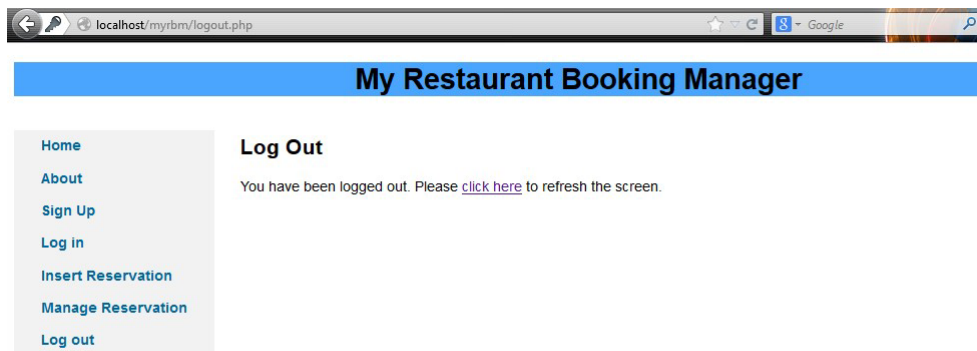 localhost/myrbm/logout.php
Google
My Restaurant Booking Manager
Home
About
Sign Up
Log in
Insert Reservation
Manage Reservation
Log out
Log Out
You have been logged out. Please click here to refresh the screen.